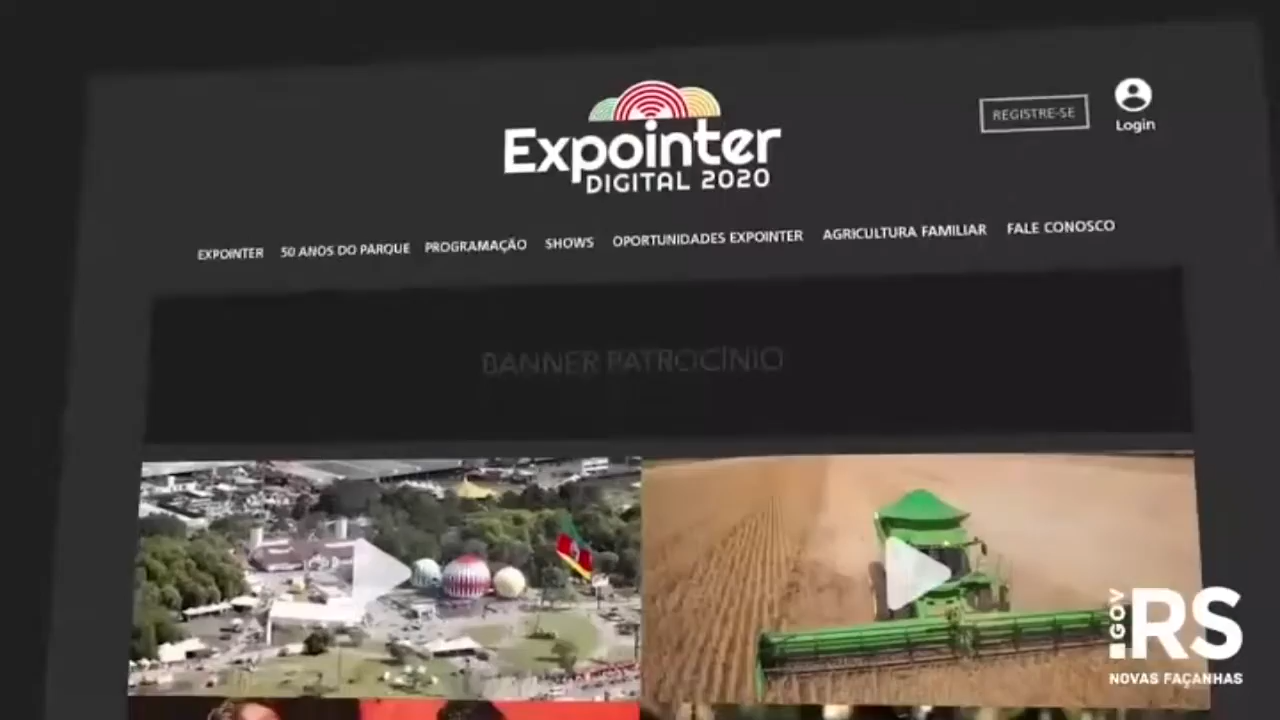 Expointer
DIGITAL 2020
REGISTRE-SE
Login
EXPOINTER 50 ANOS DO PARQUE PROGRAMAÇÃO SHOWS OPORTUNIDADES EXPOINTER AGRICULTURA FAMILIAR FALE CONOSCO
BANNER PATROCÍNIO
.GOV
RS
NOVAS FAÇANHAS